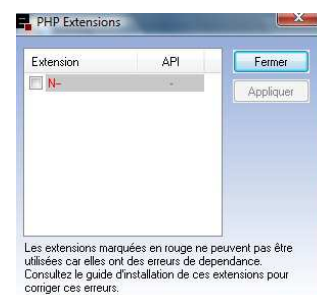 PHP Extensions
Extension API
N- -
Fermer
Appliquer
Les extensions marquées en rouge ne peuvent pas être
utilisées car elles ont des erreurs de dependance.
Consultez le guide d'installation de ces extensions pour
corriger ces erreurs.